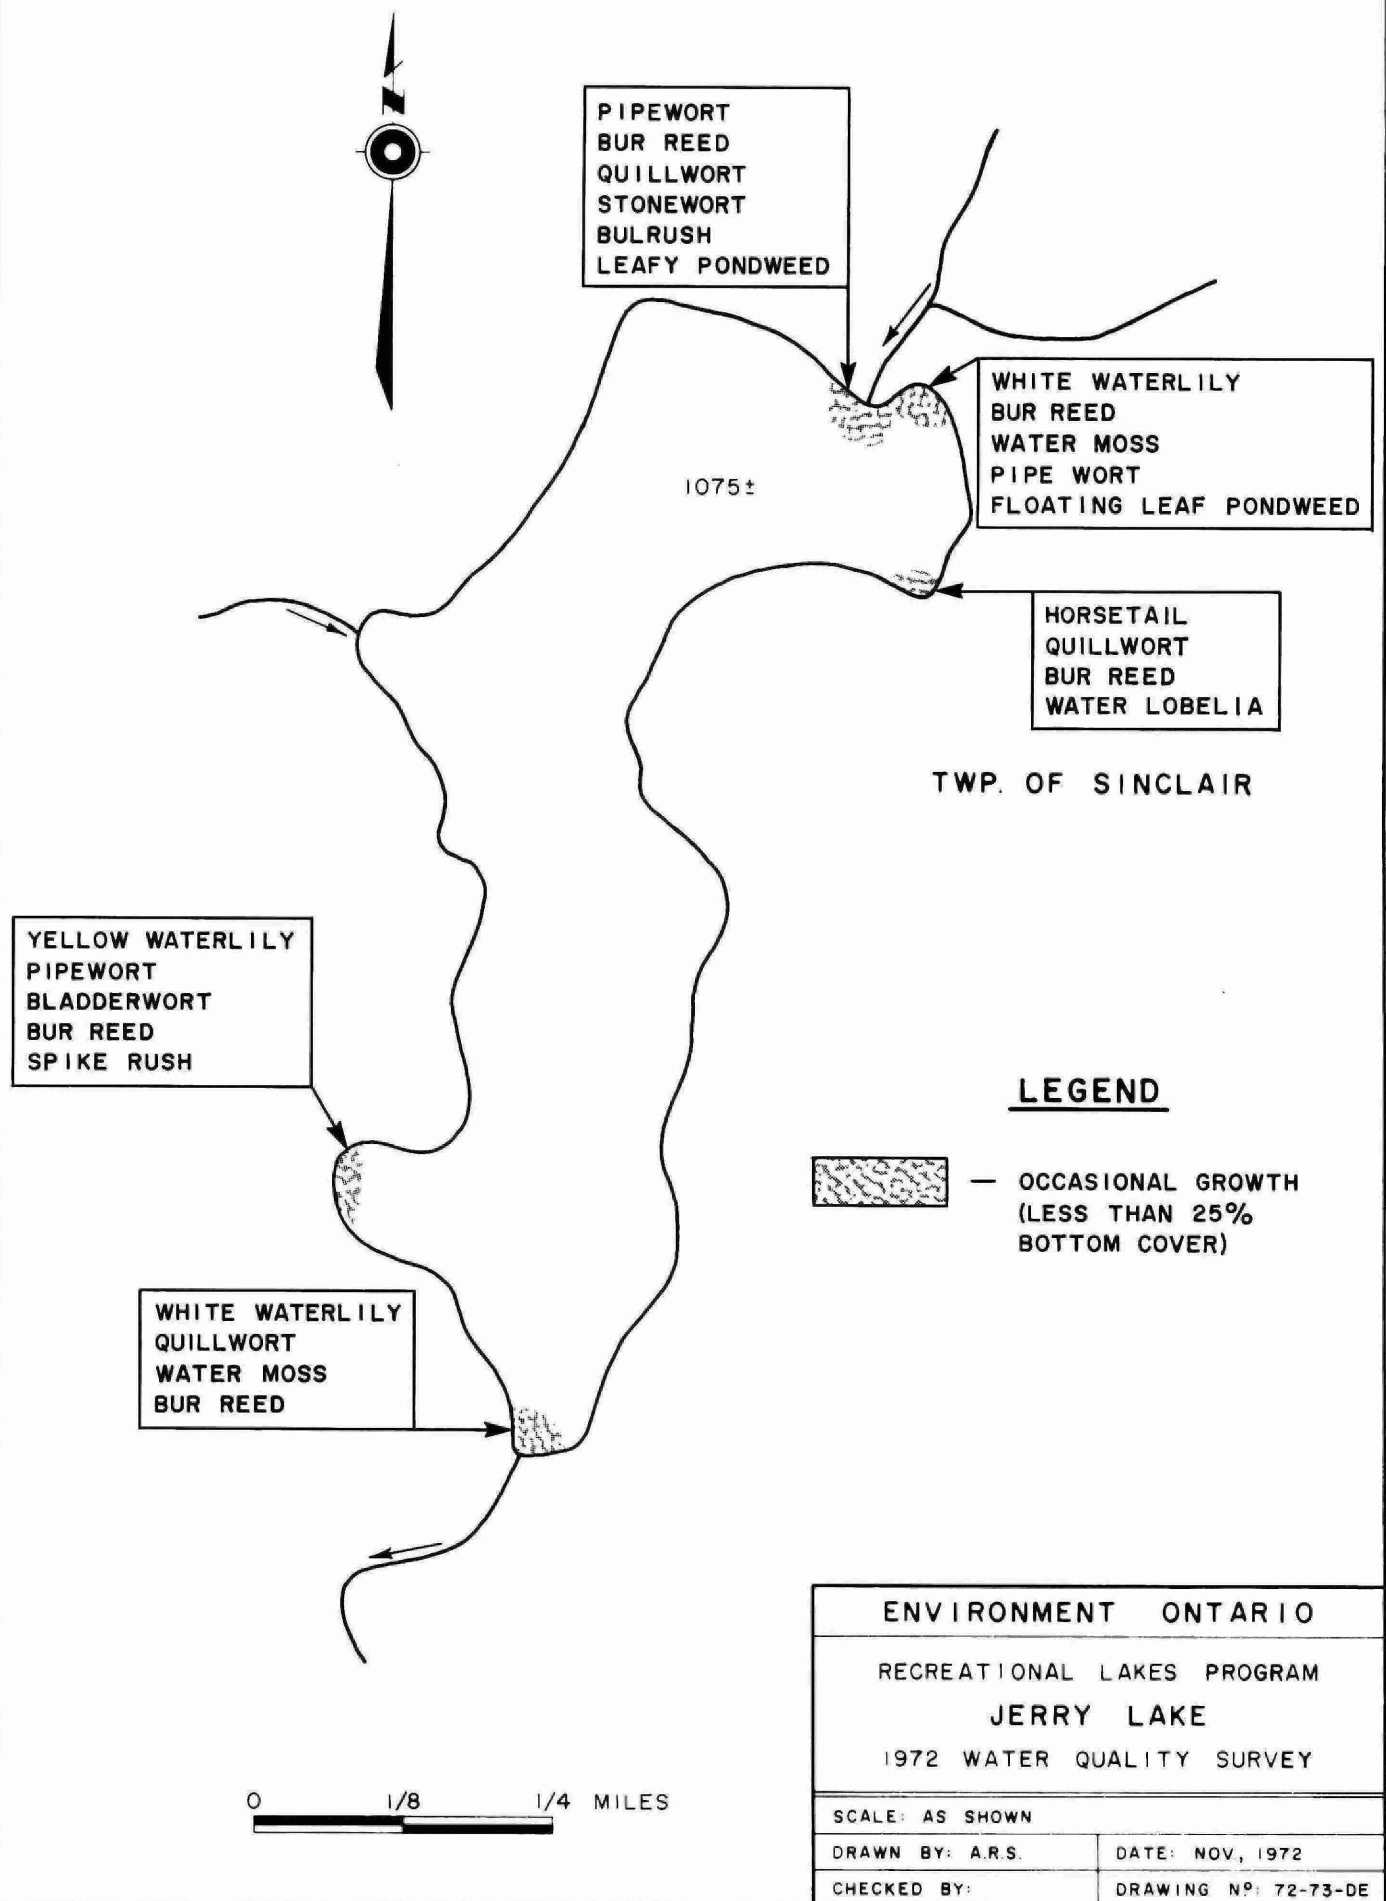 N
PIPEWORT
BUR REED
QUILLWORT
STONEWORT
BULRUSH
LEAFY PONDWEED
WHITE WATERLILY
BUR REED
WATER MOSS
PIPE WORT
FLOATING LEAF PONDWEED
1075±
HORSETAIL
QUILLWORT
BUR REED
WATER LOBELIA
TWP. OF SINCLAIR
YELLOW WATERLILY
PIPEWORT
BLADDERWORT
BUR REED
SPIKE RUSH
LEGEND
— OCCASIONAL GROWTH
(LESS THAN 25%
BOTTOM COVER)
WHITE WATERLILY
QUILLWORT
WATER MOSS
BUR REED
ENVIRONMENT ONTARIO
RECREATIONAL LAKES PROGRAM
JERRY LAKE
1972 WATER QUALITY SURVEY
0 1/8 1/4 MILES
SCALE: AS SHOWN
DRAWN BY: A.R.S. DATE: NOV., 1972
CHECKED BY: DRAWING Nº: 72-73-DE